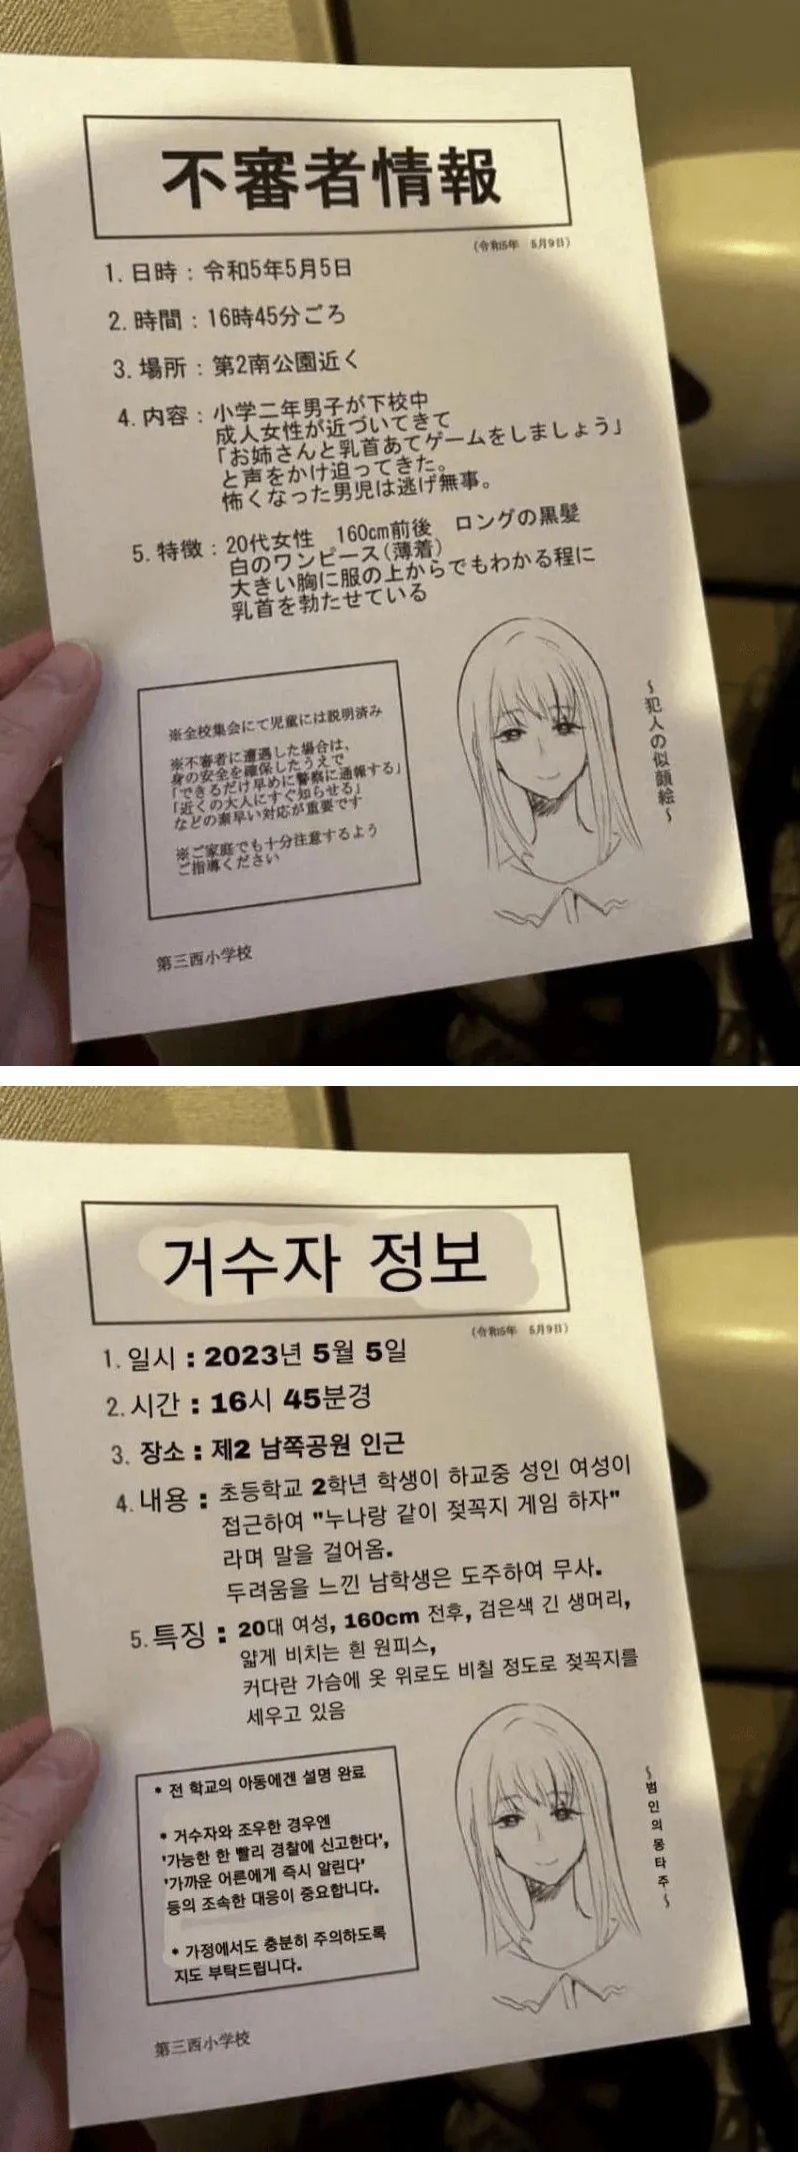 不審者情報
(令和5年 5月9日)
1. 日時：令和5年5月5日
2. 時間：16時45分ごろ
3. 場所：第2南公園近く
4. 内容：小学二年男子が下校中
成人女性が近づいてきて
「お姉さんと乳首あてゲームをしましょう」
と声をかけ迫ってきた。
怖くなった男児は逃げ無事。
5. 特徴：20代女性 160cm前後 ロングの黒髪
白のワンピース（薄着）
大きい胸に服の上からでもわかる程に
乳首を勃たせている
※全校集会にて児童には説明済み
※不審者に遭遇した場合は、
身の安全を確保したうえで
「できるだけ早めに警察に通報する」
「近くの大人にすぐ知らせる」
などの素早い対応が重要です
※ご家庭でも十分注意するよう
ご指導ください
～犯人の似顔絵～
第三西小学校
거수자 정보
(令和5年 5月9日)
1. 일시 : 2023년 5월 5일
2. 시간 : 16시 45분경
3. 장소 : 제2 남쪽공원 인근
4. 내용 : 초등학교 2학년 학생이 하교중 성인 여성이
접근하여 "누나랑 같이 젖꼭지 게임 하자"
라며 말을 걸어옴.
두려움을 느낀 남학생은 도주하여 무사.
5. 특징 : 20대 여성, 160cm 전후, 검은색 긴 생머리,
얇게 비치는 흰 원피스,
커다란 가슴에 옷 위로도 비칠 정도로 젖꼭지를
세우고 있음
• 전 학교의 아동에겐 설명 완료
• 거수자와 조우한 경우엔
'가능한 한 빨리 경찰에 신고한다',
'가까운 어른에게 즉시 알린다'
등의 조속한 대응이 중요합니다.
• 가정에서도 충분히 주의하도록
지도 부탁드립니다.
~범인의 몽타주~
第三西小学校